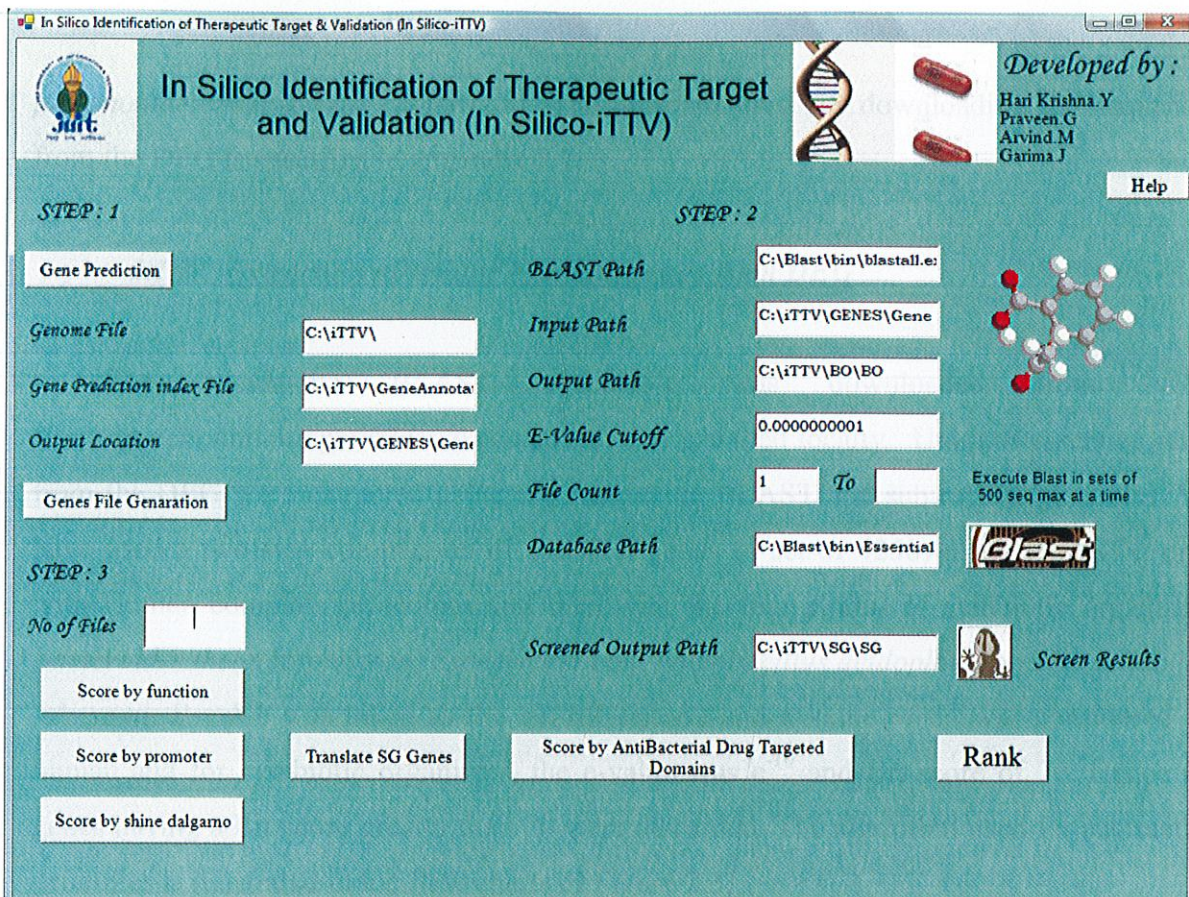 In Silico Identification of Therapeutic Target & Validation (In Silico-iTTV)
juit
In Silico Identification of Therapeutic Target
and Validation (In Silico-iTTV)
Developed by :
Hari Krishna.Y
Praveen.G
Arvind.M
Garima.J
Help
STEP : 1
Gene Prediction
Genome File
C:\iTTV\
Gene Prediction index File
C:\iTTV\GeneAnnota
Output Location
C:\iTTV\GENES\Gene
Genes File Genaration
STEP : 2
BLAST Path
C:\Blast\bin\blastall.e
Input Path
C:\iTTV\GENES\Gene
Output Path
C:\iTTV\BO\BO
E-Value Cutoff
0.0000000001
File Count
1 To
Execute Blast in sets of
500 seq max at a time
Database Path
C:\Blast\bin\Essential
Blast
Screened Output Path
C:\iTTV\SG\SG
Screen Results
STEP : 3
No of Files
Score by function
Score by promoter
Translate SG Genes
Score by AntiBacterial Drug Targeted
Domains
Rank
Score by shine dalgarno